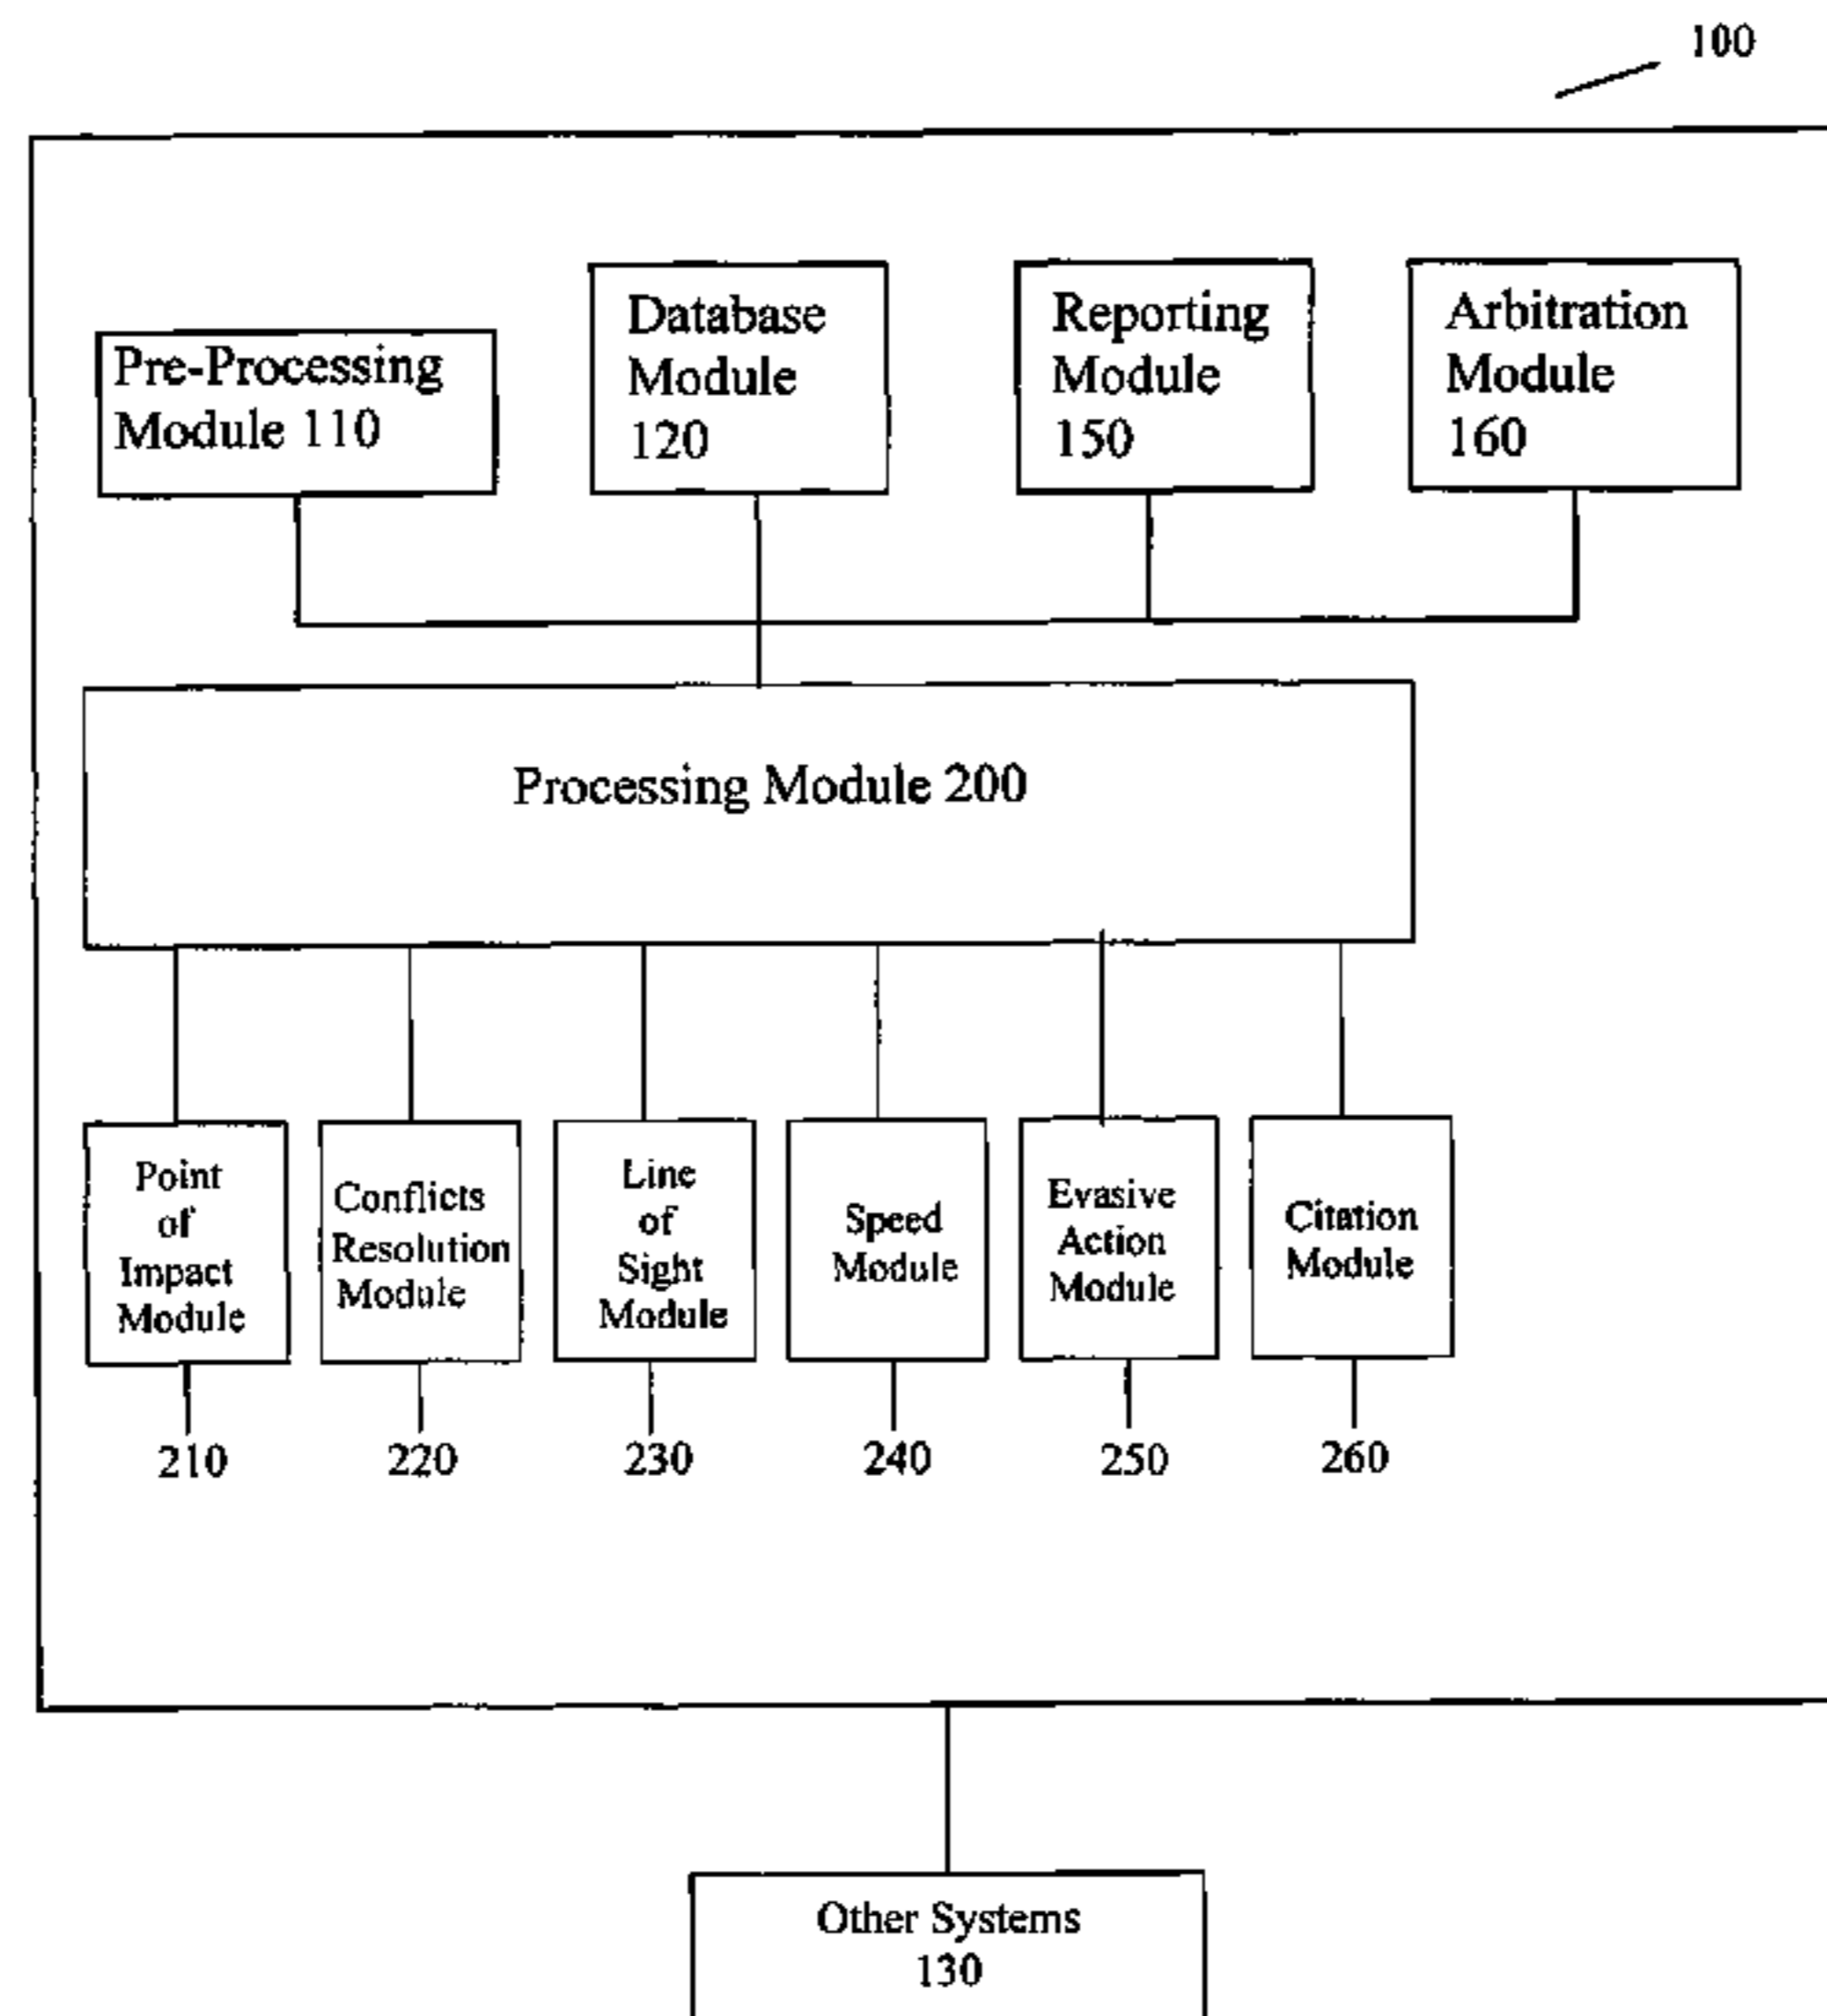 100
Pre-Processing
Module 110
Database
Module
120
Reporting
Module
150
Arbitration
Module
160
Processing Module 200
Point
of
Impact
Module
Conflicts
Resolution
Module
Line
of
Sight
Module
Speed
Module
Evasive
Action
Module
Citation
Module
210
220
230
240
250
260
Other Systems
130